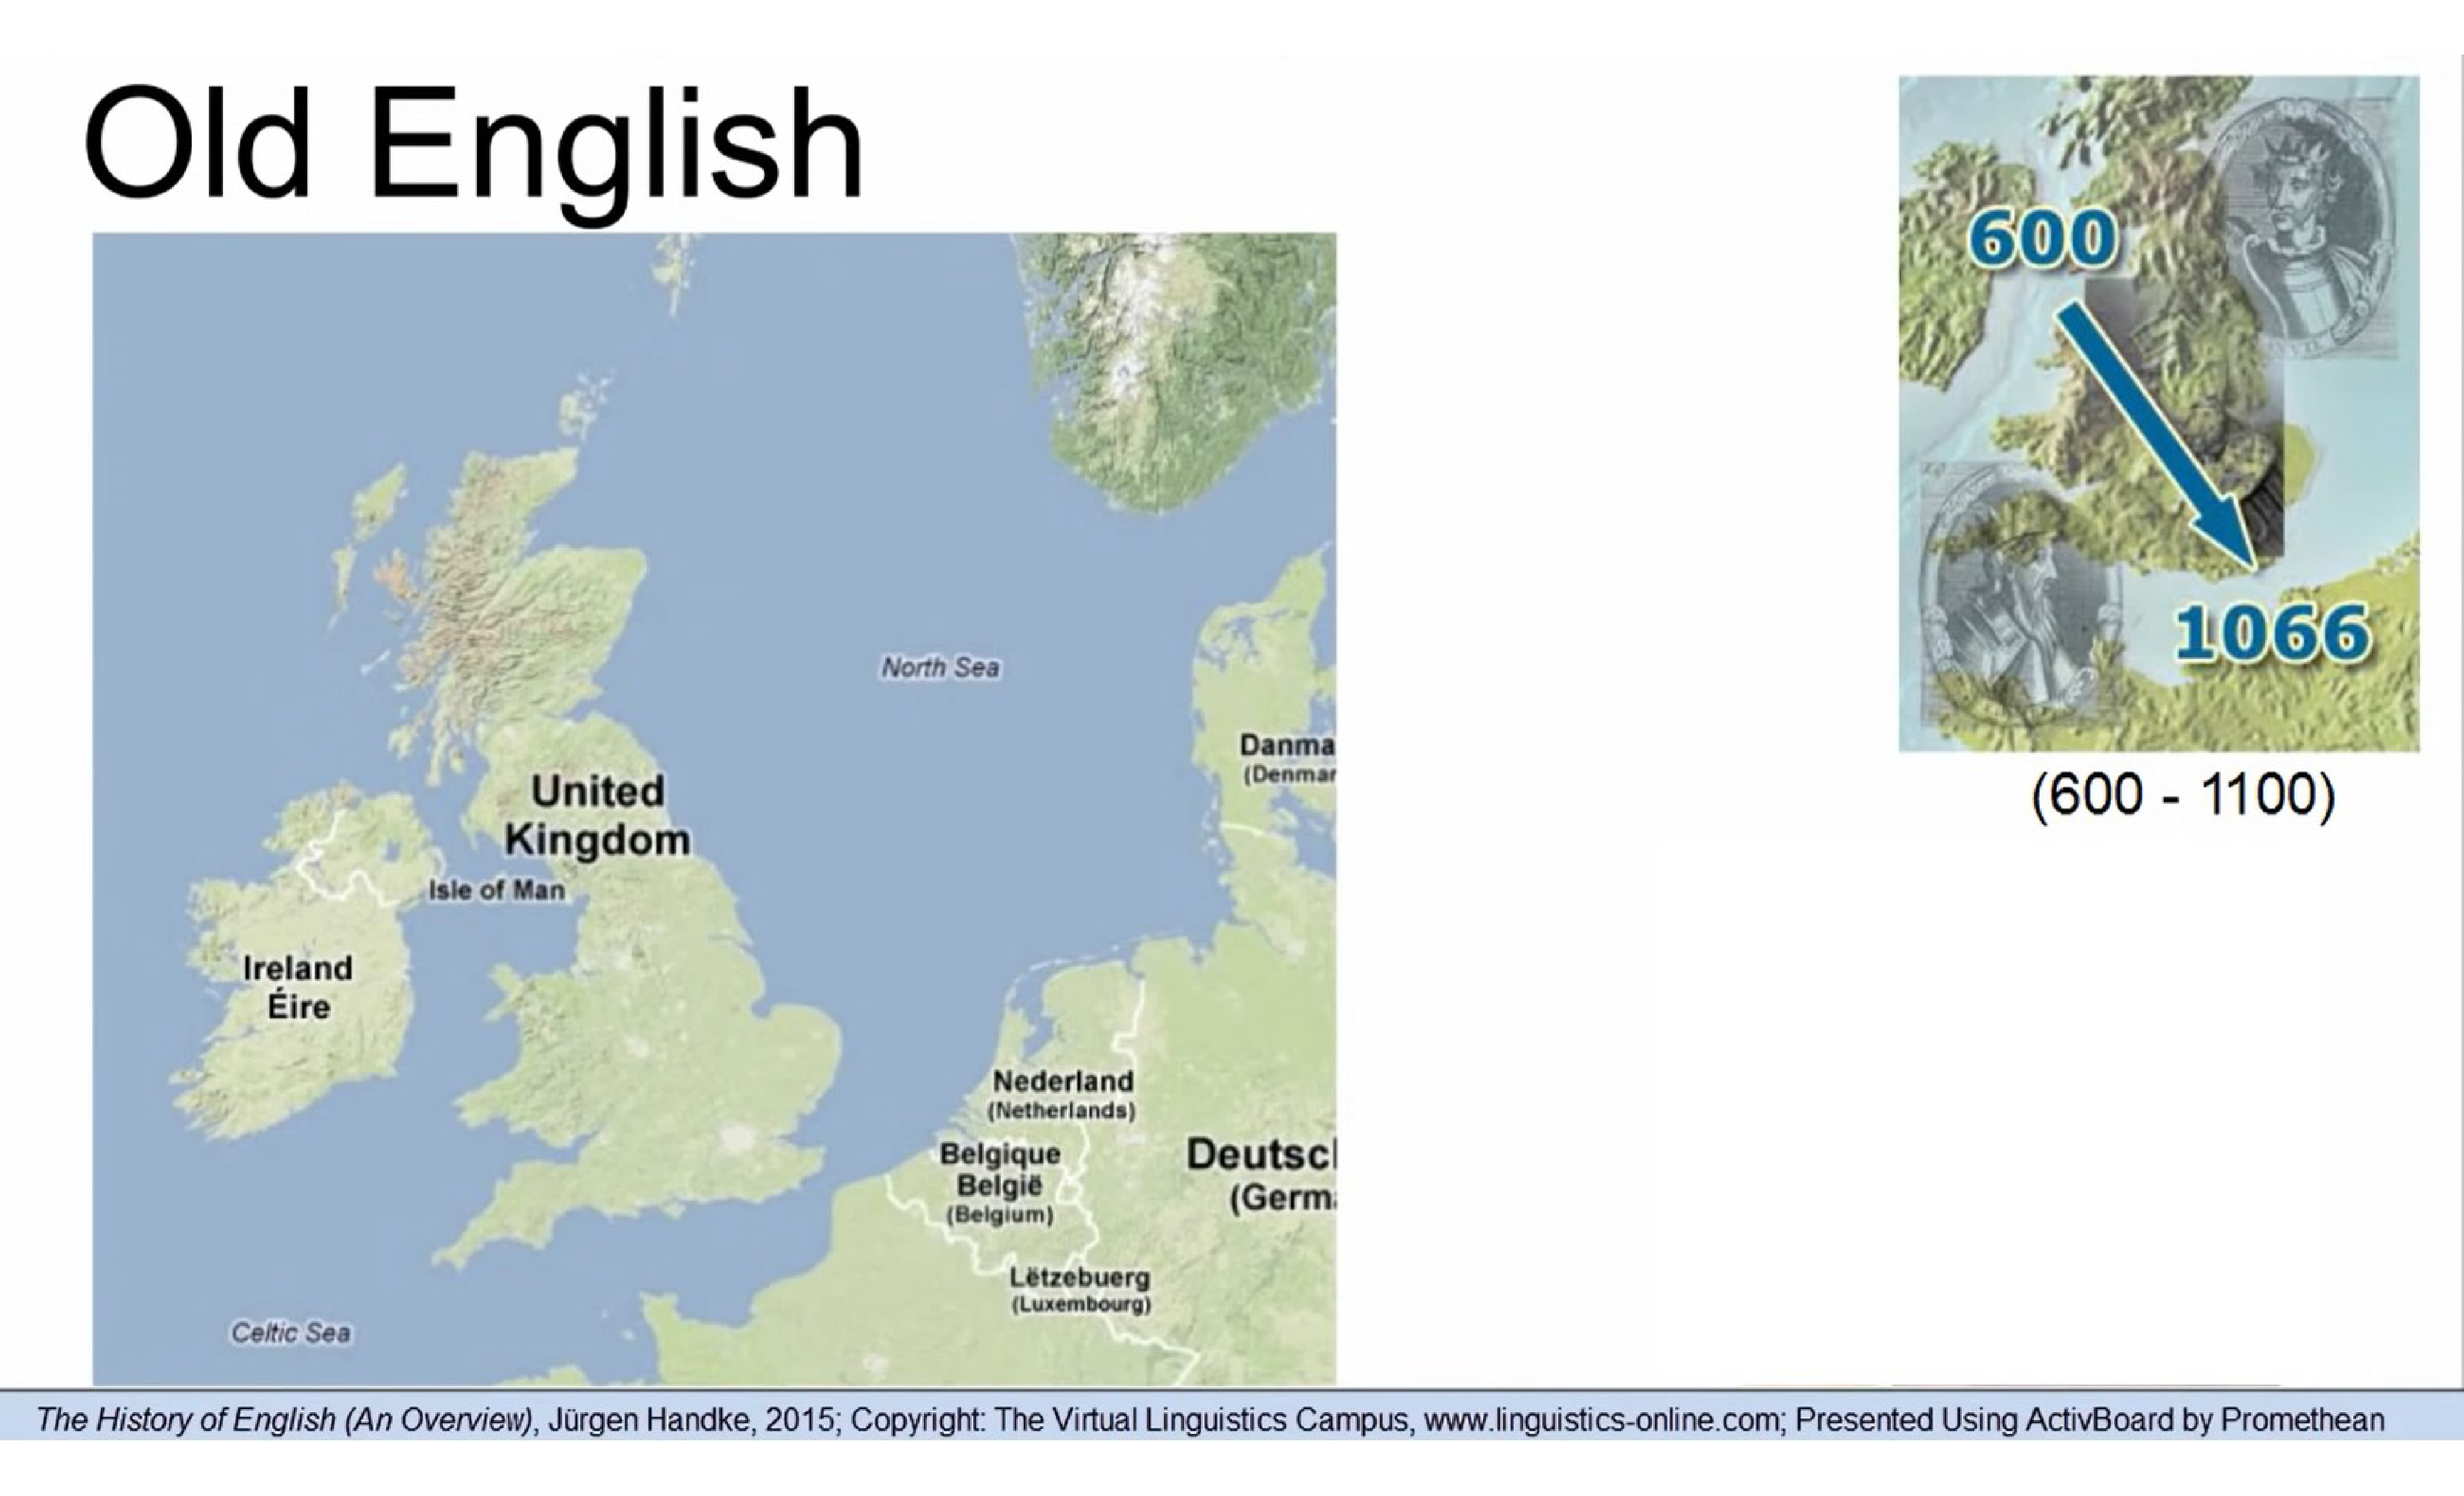 Old English
600
1066
(600 - 1100)
North Sea
Danma
(Denmar
United
Kingdom
Isle of Man
Ireland
Éire
Nederland
(Netherlands)
Belgique
België
(Belgium)
Deutscl
(Germa
Lëtzebuerg
(Luxembourg)
Celtic Sea
The History of English (An Overview), Jürgen Handke, 2015; Copyright: The Virtual Linguistics Campus, www.linguistics-online.com; Presented Using ActivBoard by Promethean